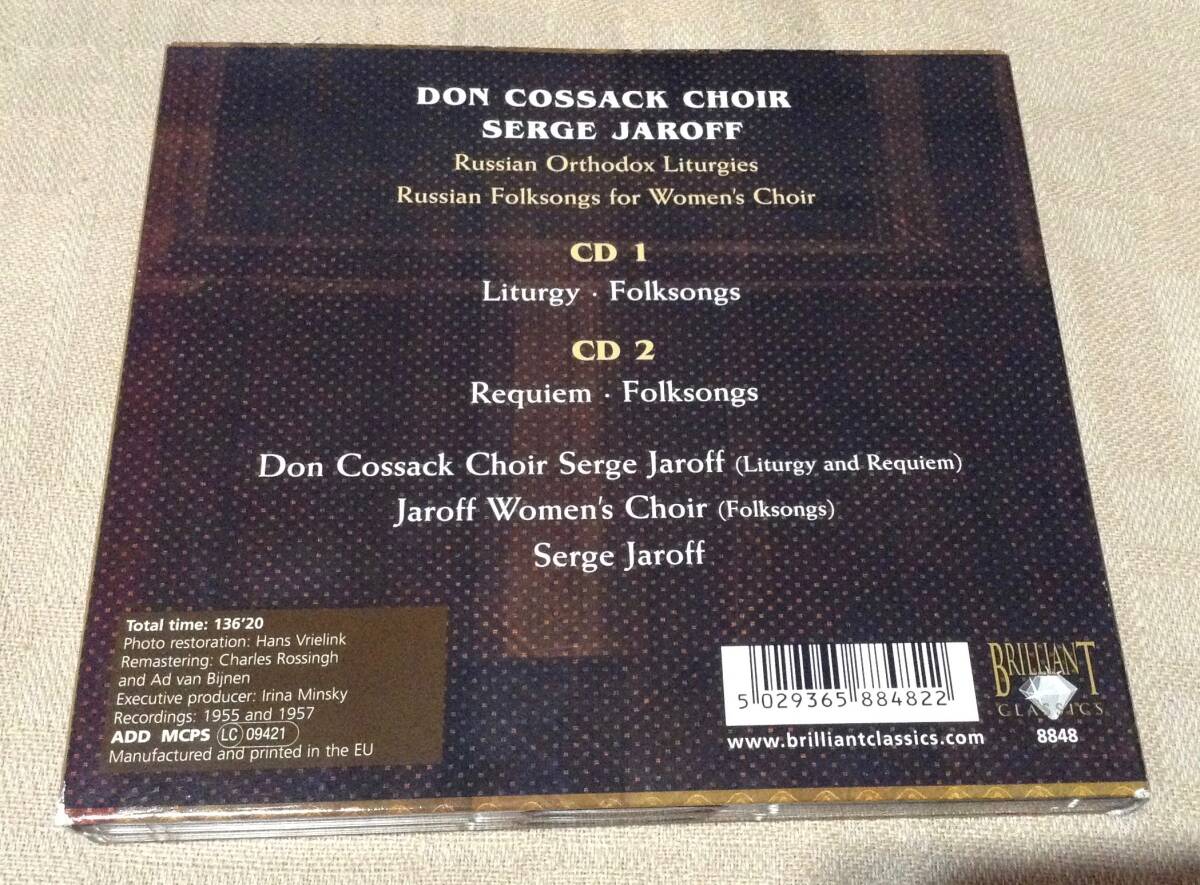 DON COSSACK CHOIR
SERGE JAROFF
Russian Orthodox Liturgies
Russian Folksongs for Women's Choir
CD 1
Liturgy · Folksongs
CD 2
Requiem · Folksongs
Don Cossack Choir Serge Jaroff (Liturgy and Requiem)
Jaroff Women's Choir (Folksongs)
Serge Jaroff
Total time: 136'20
Photo restoration: Hans Vrielink
Remastering: Charles Rossingh
and Ad van Bijnen
Executive producer: Irina Minsky
Recordings: 1955 and 1957
ADD MCPS LC 09421
Manufactured and printed in the EU
5 029365 884822
www.brilliantclassics.com
BRILLIANT
CLASSICS
8848